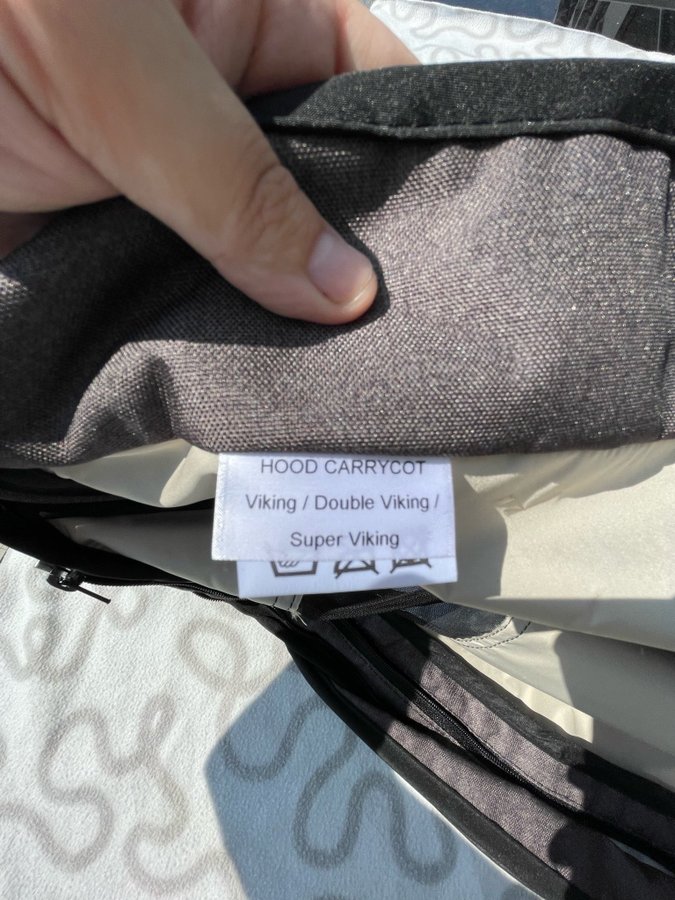 HOOD CARRYCOT
Viking / Double Viking /
Super Viking